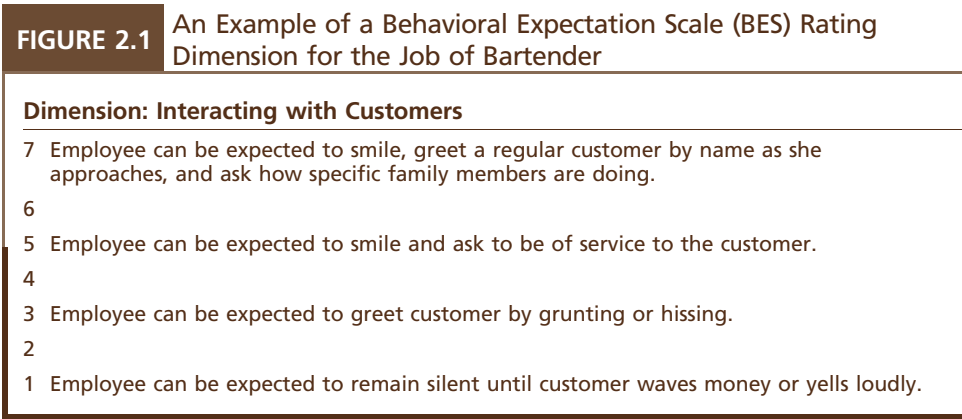 FIGURE 2.1
An Example of a Behavioral Expectation Scale (BES) Rating
Dimension for the Job of Bartender
Dimension: Interacting with Customers
7 Employee can be expected to smile, greet a regular customer by name as she
approaches, and ask how specific family members are doing.
6
5 Employee can be expected to smile and ask to be of service to the customer.
4
3 Employee can be expected to greet customer by grunting or hissing.
2
1 Employee can be expected to remain silent until customer waves money or yells loudly.